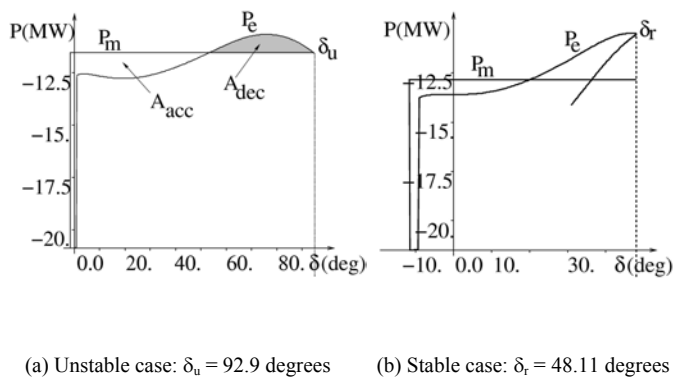 P(MW)
Pm
Pe
δu
−12.5
Aacc
Adec
−15.
−17.5
−20.
0.0 20. 40. 60. 80. δ(deg)
P(MW)
Pe
δr
Pm
−12.5
−15.
−17.5
−20.
−10. 0.0 10. 30. δ(deg)
(a) Unstable case: δu = 92.9 degrees
(b) Stable case: δr = 48.11 degrees